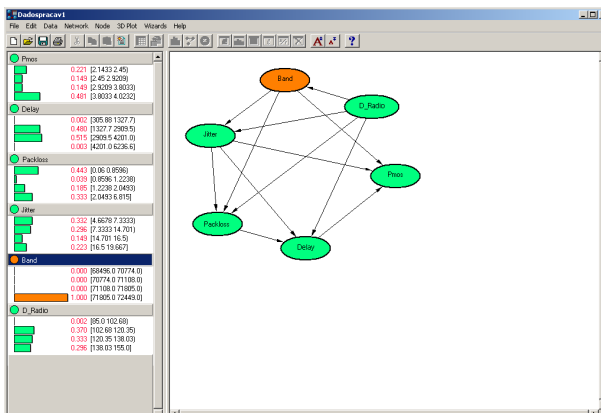 Dadospracav1
File Edit Data Network Node 3D Plot Wizards Help
Pmos
0.221 [2.1433 2.45)
0.149 [2.45 2.9209)
0.149 [2.9209 3.8033)
0.481 [3.8033 4.0232)
Delay
0.002 [305.88 1327.7)
0.480 [1327.7 2909.5)
0.515 [2909.5 4201.0)
0.003 [4201.0 6236.6)
Packloss
0.443 [0.06 0.8596)
0.039 [0.8596 1.2238)
0.185 [1.2238 2.0493)
0.333 [2.0493 6.815)
Jitter
0.332 [4.6678 7.3333)
0.296 [7.3333 14.701)
0.149 [14.701 16.5)
0.223 [16.5 19.667)
Band
0.000 [68496.0 70774.0)
0.000 [70774.0 71108.0)
0.000 [71108.0 71805.0)
1.000 [71805.0 72449.0)
D_Radio
0.002 [85.0 102.68)
0.370 [102.68 120.35)
0.333 [120.35 138.03)
0.296 [138.03 155.0)
Band
D_Radio
Jitter
Pmos
Packloss
Delay